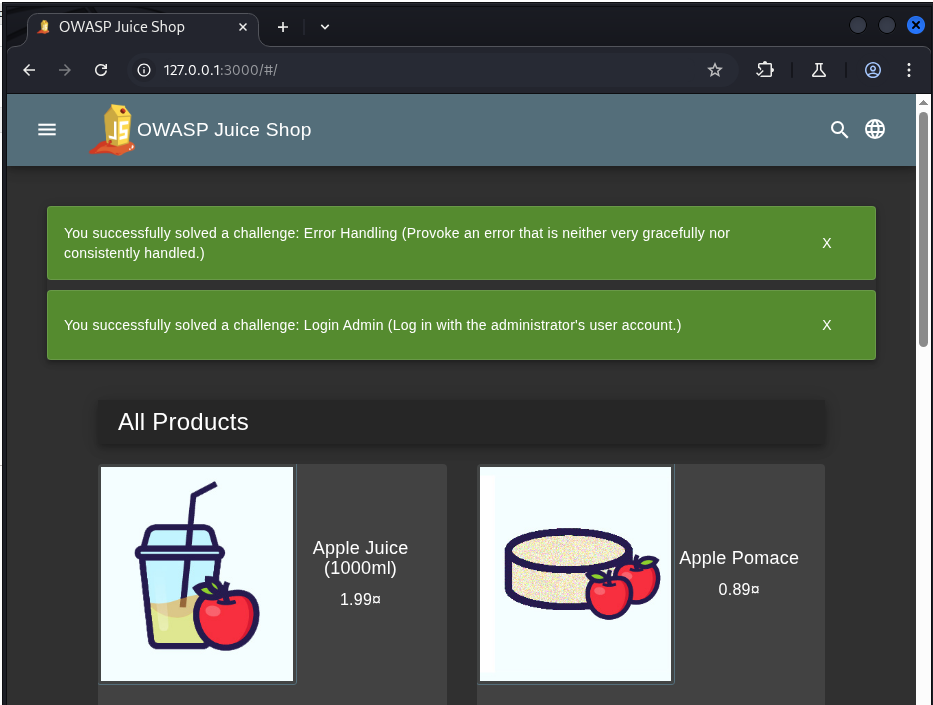 OWASP Juice Shop
127.0.0.1:3000/#/
JS
OWASP Juice Shop
You successfully solved a challenge: Error Handling (Provoke an error that is neither very gracefully nor
consistently handled.)
X
You successfully solved a challenge: Login Admin (Log in with the administrator's user account.)
X
All Products
Apple Juice
(1000ml)
1.99¤
Apple Pomace
0.89¤